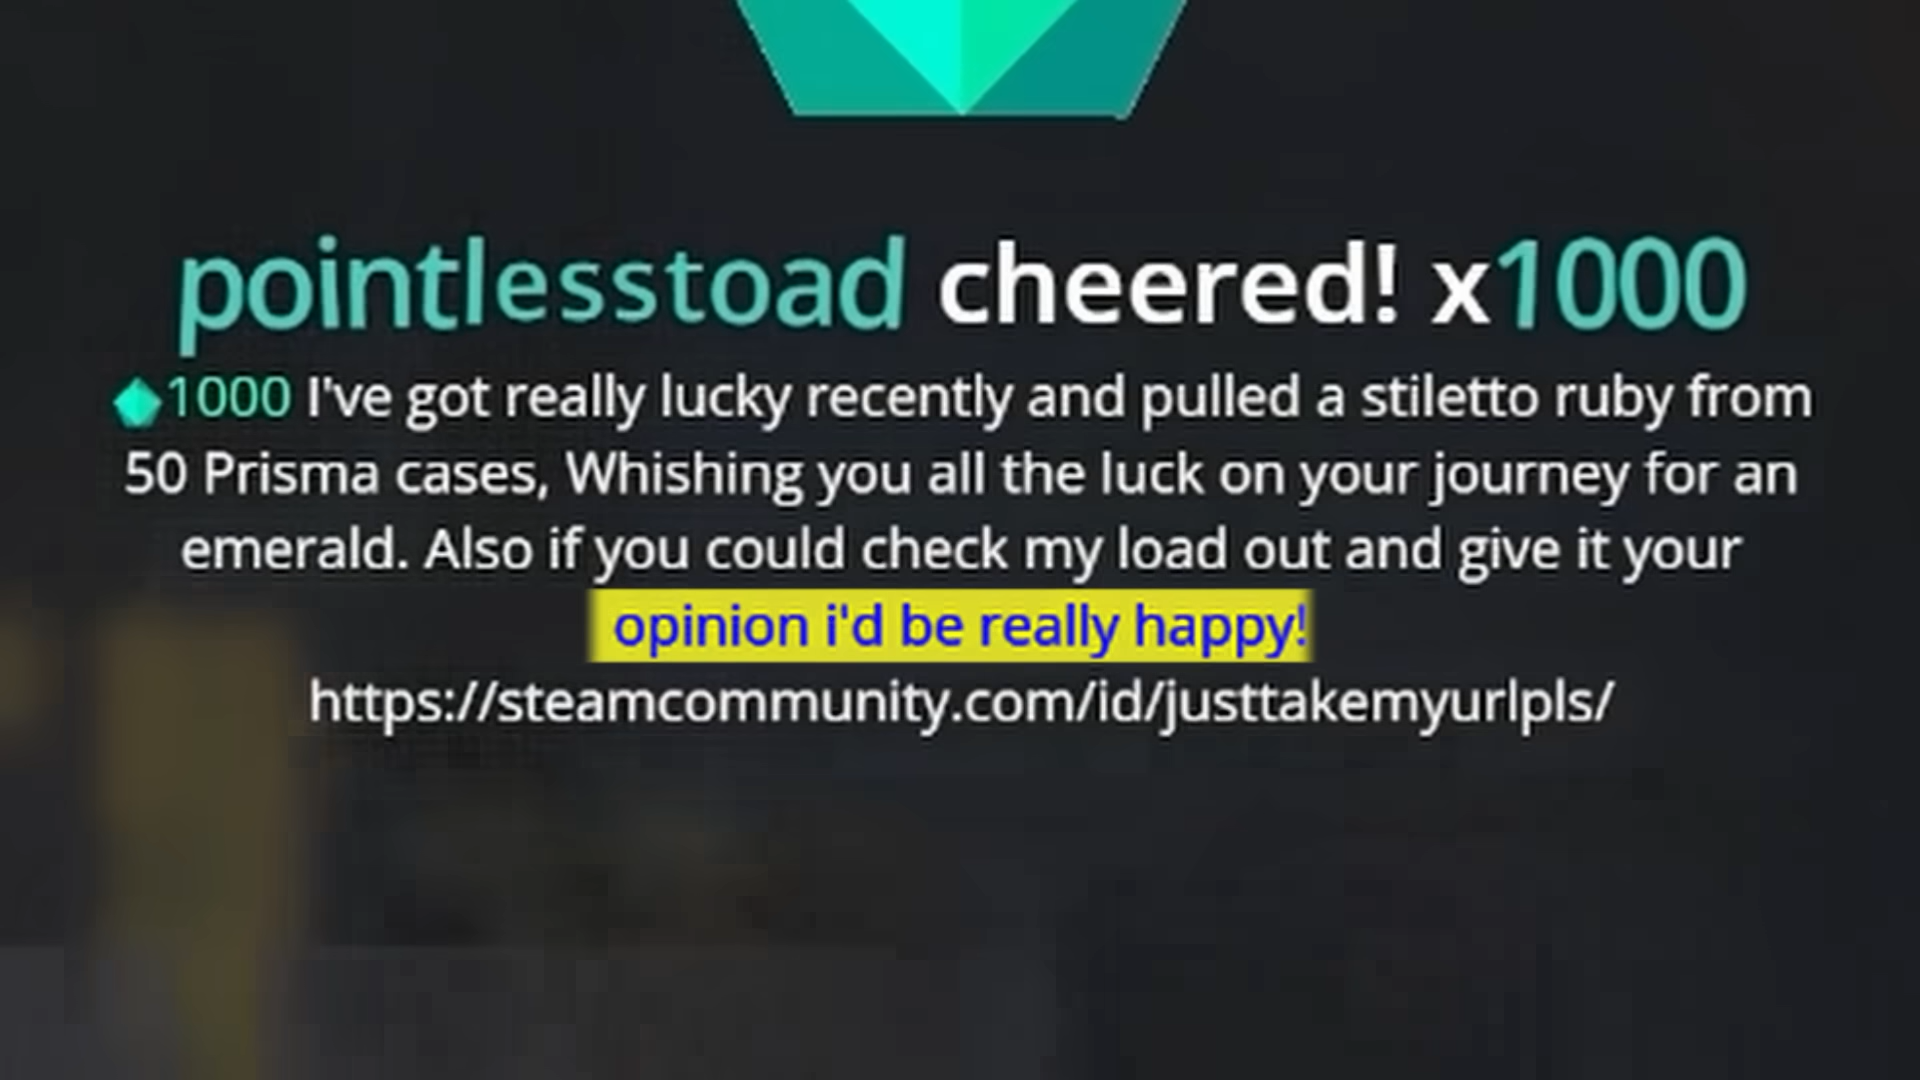 pointlesstoad cheered! x1000
1000 I've got really lucky recently and pulled a stiletto ruby from
50 Prisma cases, Whishing you all the luck on your journey for an
emerald. Also if you could check my load out and give it your
opinion i'd be really happy!
https://steamcommunity.com/id/justtakemyurlpls/